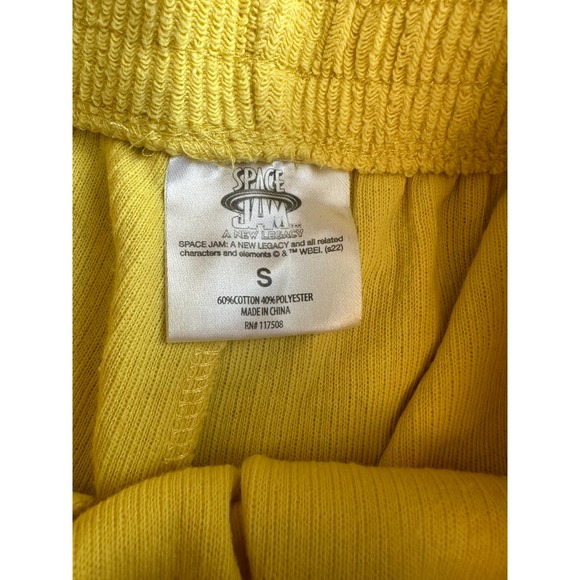 SPACE
JAM
A NEW LEGACY
SPACE JAM: A NEW LEGACY and all related
characters and elements © & ™ WBEI. (s22)
S
60%COTTON 40%POLYESTER
MADE IN CHINA
RN# 117508